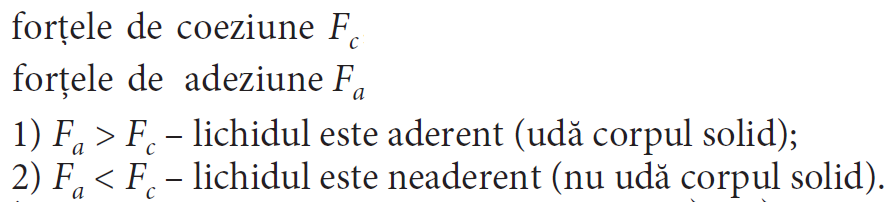 forțele de coeziune F_c
forțele de adeziune F_a
1) F_a > F_c – lichidul este aderent (udă corpul solid);
2) F_a < F_c – lichidul este neaderent (nu udă corpul solid).